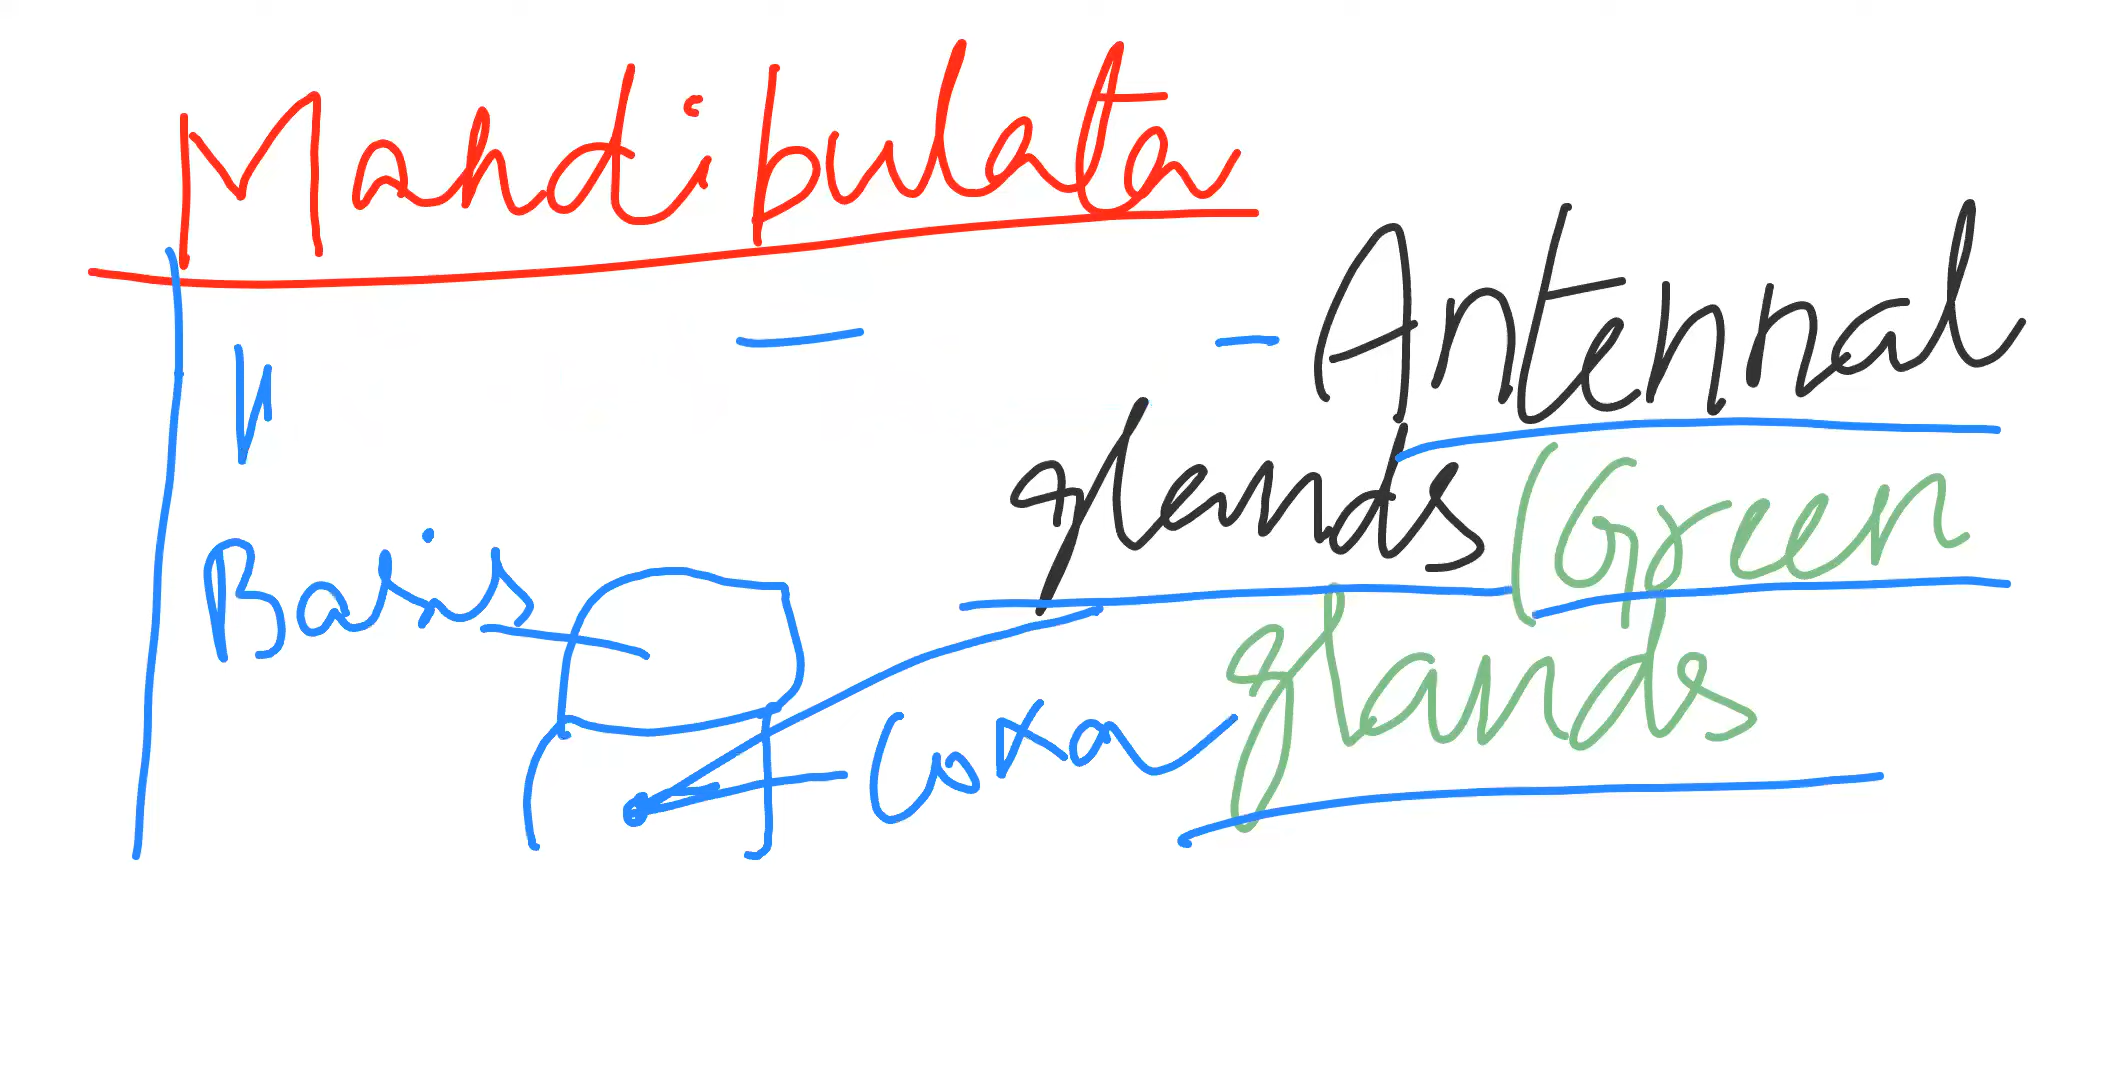 Mandibulata
Antennal
glands (Green
glands
Basis
Coxa